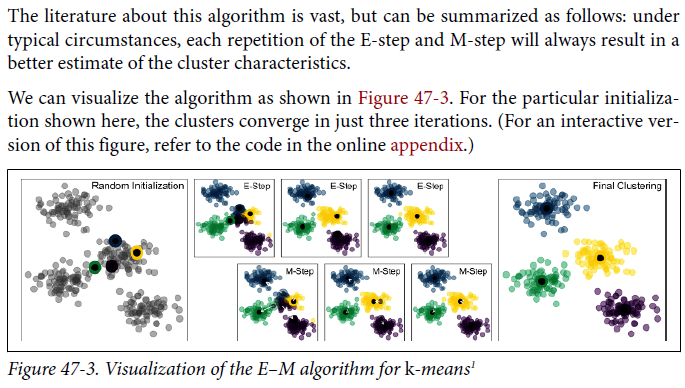 The literature about this algorithm is vast, but can be summarized as follows: under
typical circumstances, each repetition of the E-step and M-step will always result in a
better estimate of the cluster characteristics.
We can visualize the algorithm as shown in Figure 47-3. For the particular initializa-
tion shown here, the clusters converge in just three iterations. (For an interactive ver-
sion of this figure, refer to the code in the online appendix.)
Random Initialization
E-Step
E-Step
E-Step
Final Clustering
M-Step
M-Step
M-Step
Figure 47-3. Visualization of the E–M algorithm for k-means¹